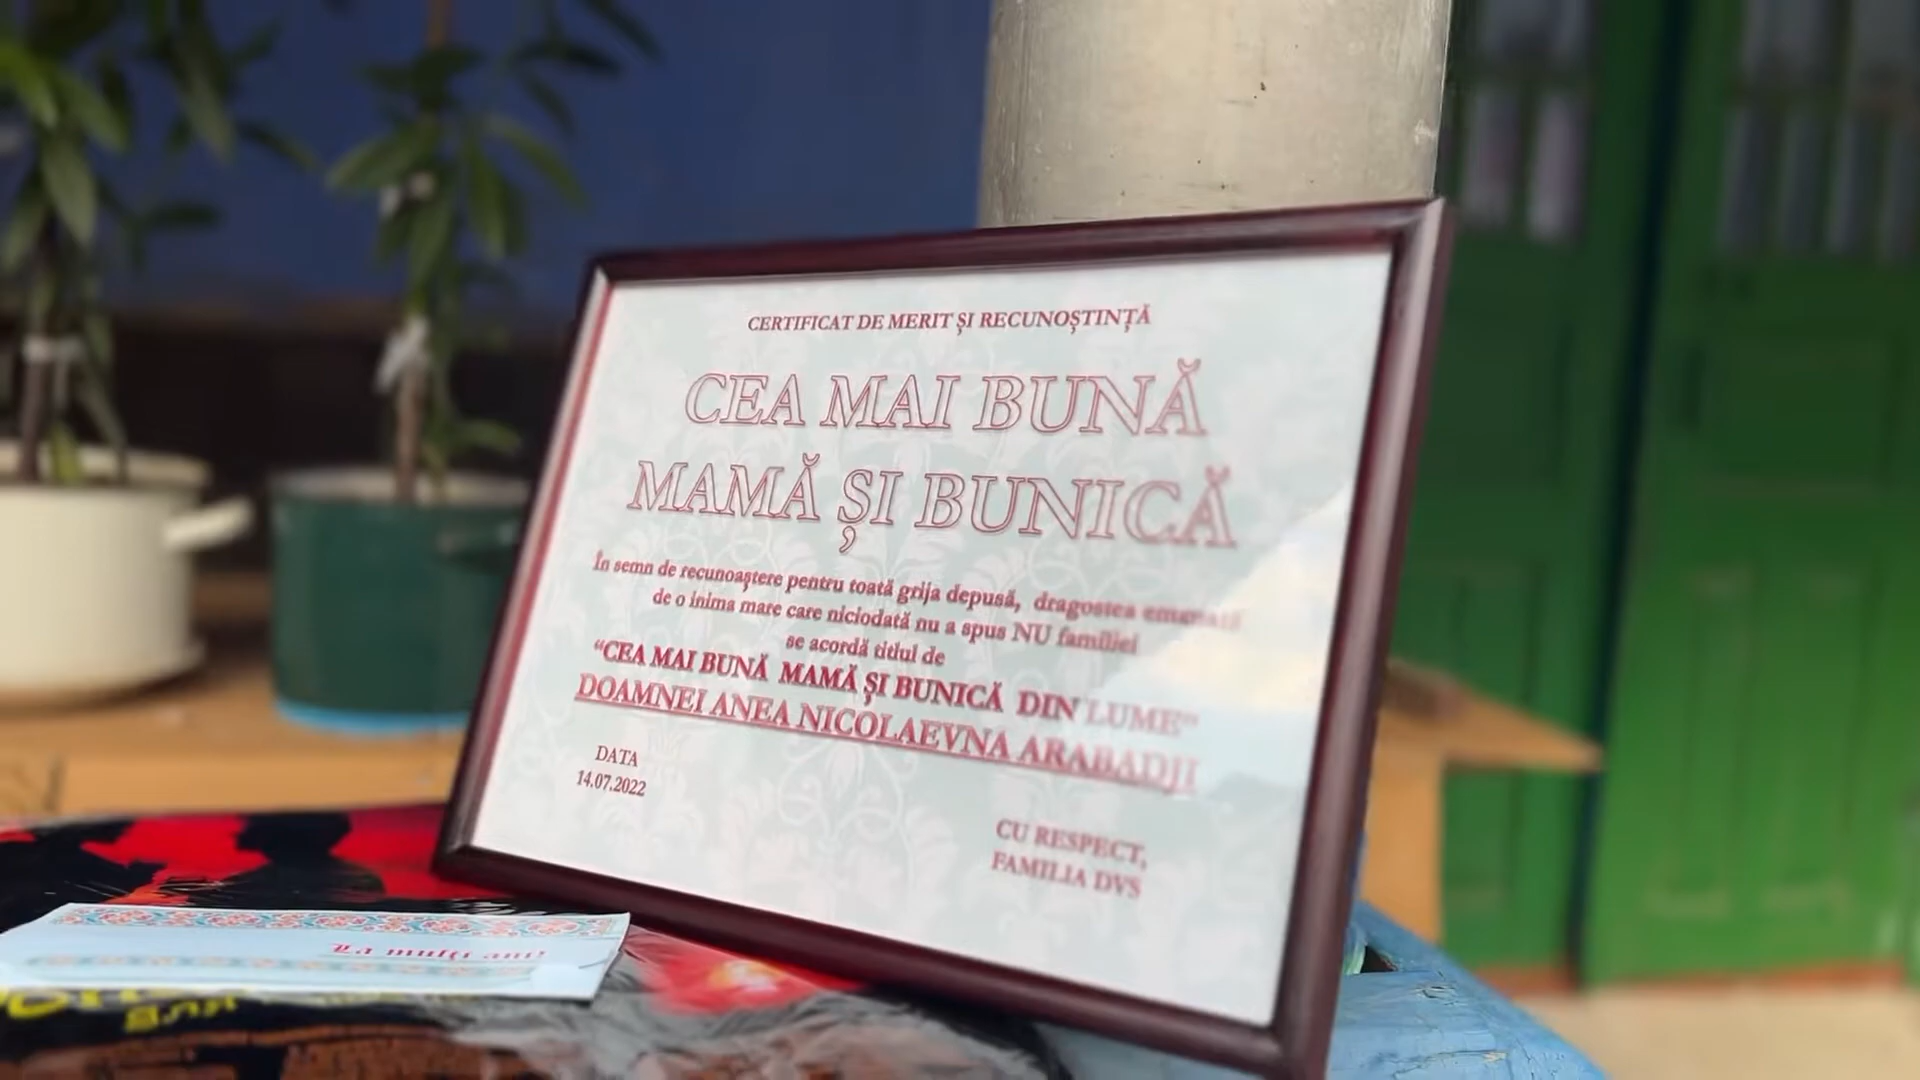 CERTIFICAT DE MERIT ȘI RECUNOȘTINȚĂ
CEA MAI BUNĂ
MAMĂ ȘI BUNICĂ
În semn de recunoaștere pentru toată grija depusă, dragostea
de o inima mare care niciodată nu a spus NU familiei
se acordă titlul de
"CEA MAI BUNĂ MAMĂ ȘI BUNICĂ DIN LUME"
DOAMNEI ANEA NICOLAEVNA ARABADJI
DATA
14.07.2022
CU RESPECT,
FAMILIA DVS
La mulți ani!